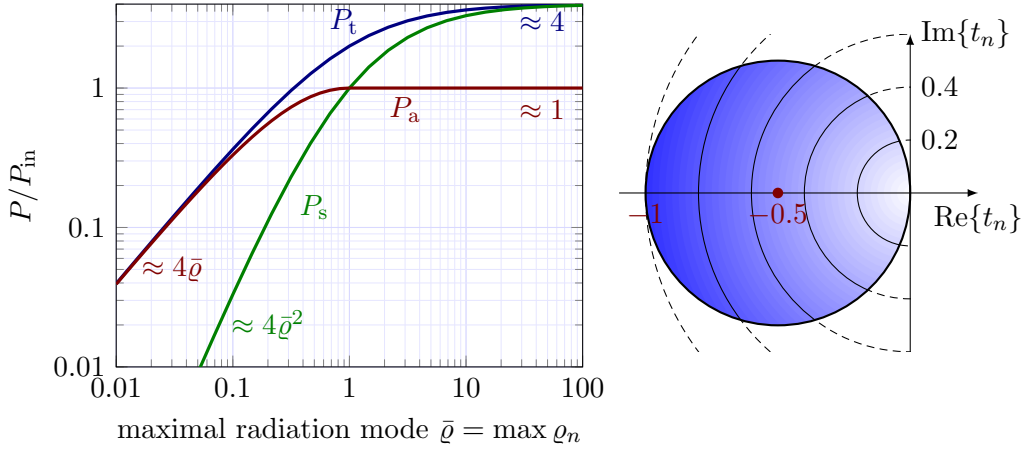 P/P_in
1
0.1
0.01
0.01
0.1
1
10
100
P_t
≈ 4
P_a
≈ 1
P_s
≈ 4ϱ̄
≈ 4ϱ̄²
maximal radiation mode ϱ̄ = max ϱ_n
Im{t_n}
0.4
0.2
−1
−0.5
Re{t_n}